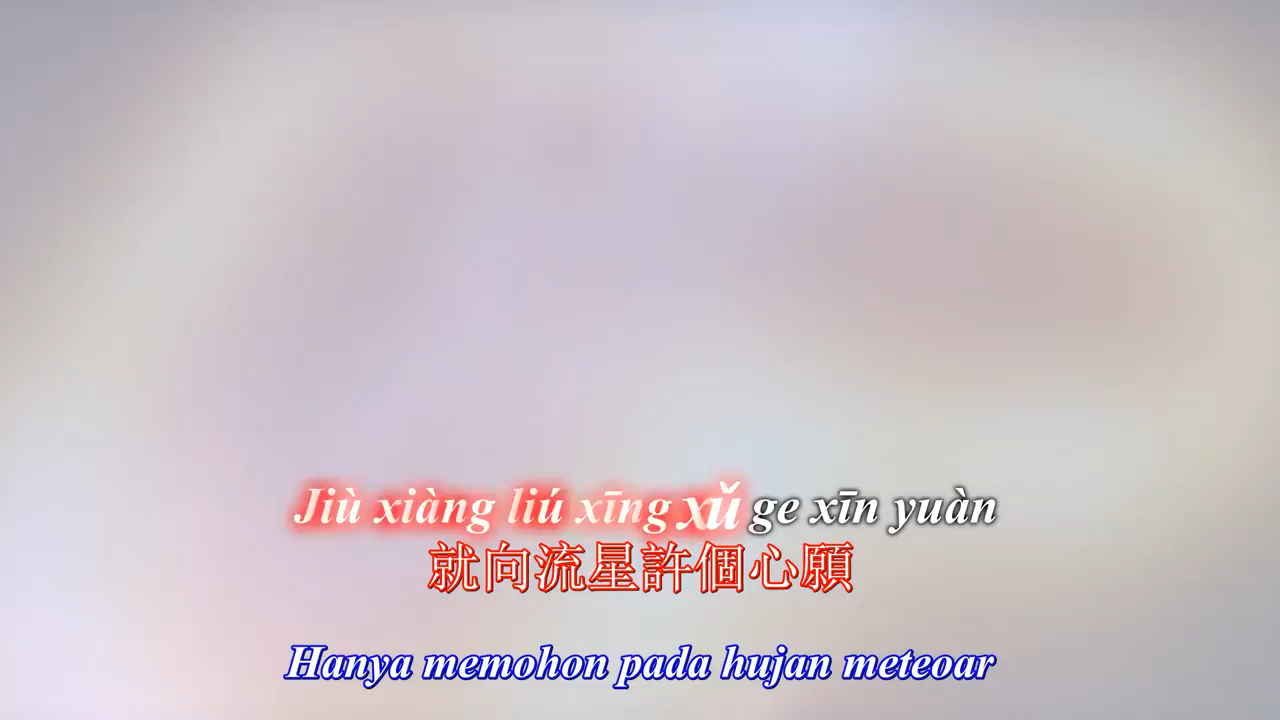 Jiù xiàng liú xīng xǔ ge xīn yuàn
就向流星許個心願
Hanya memohon pada hujan meteoar